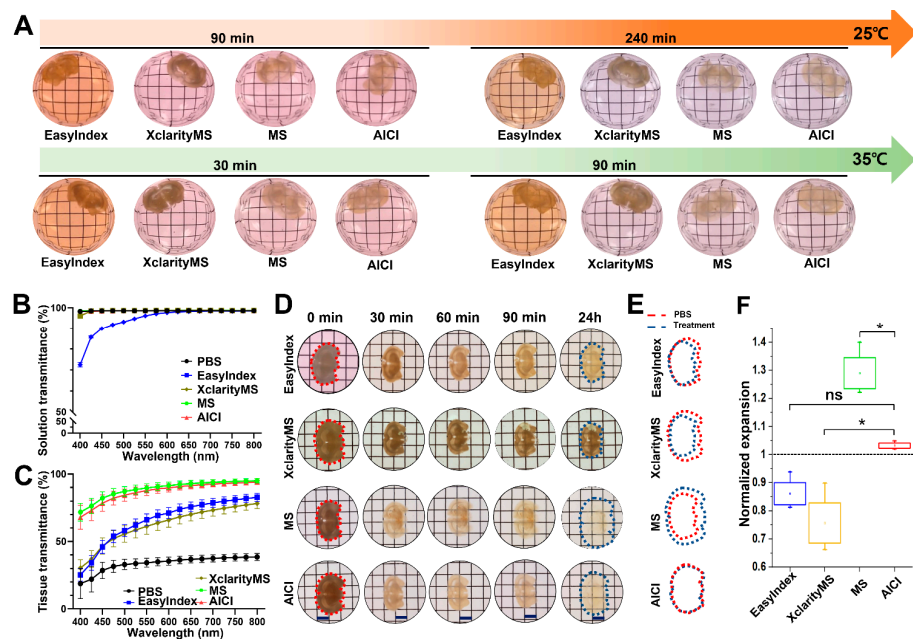 A
90 min
240 min
25℃
EasyIndex
XclarityMS
MS
AICI
EasyIndex
XclarityMS
MS
AICI
30 min
90 min
35℃
EasyIndex
XclarityMS
MS
AICI
EasyIndex
XclarityMS
MS
AICI
B
Solution transmittance (%)
100
50
50
0
400 450 500 550 600 650 700 750 800
Wavelength (nm)
PBS
EasyIndex
XclarityMS
MS
AICI
C
Tissue transmittance (%)
100
50
0
400 450 500 550 600 650 700 750 800
Wavelength (nm)
PBS
EasyIndex
XclarityMS
MS
AICI
D
0 min
30 min
60 min
90 min
24h
EasyIndex
XclarityMS
MS
AICI
E
PBS
Treatment
EasyIndex
XclarityMS
MS
AICI
F
Normalized expansion
1.4
1.3
1.2
1.1
1
0.9
0.8
0.7
0.6
*
ns
*
EasyIndex
XclarityMS
MS
AICI